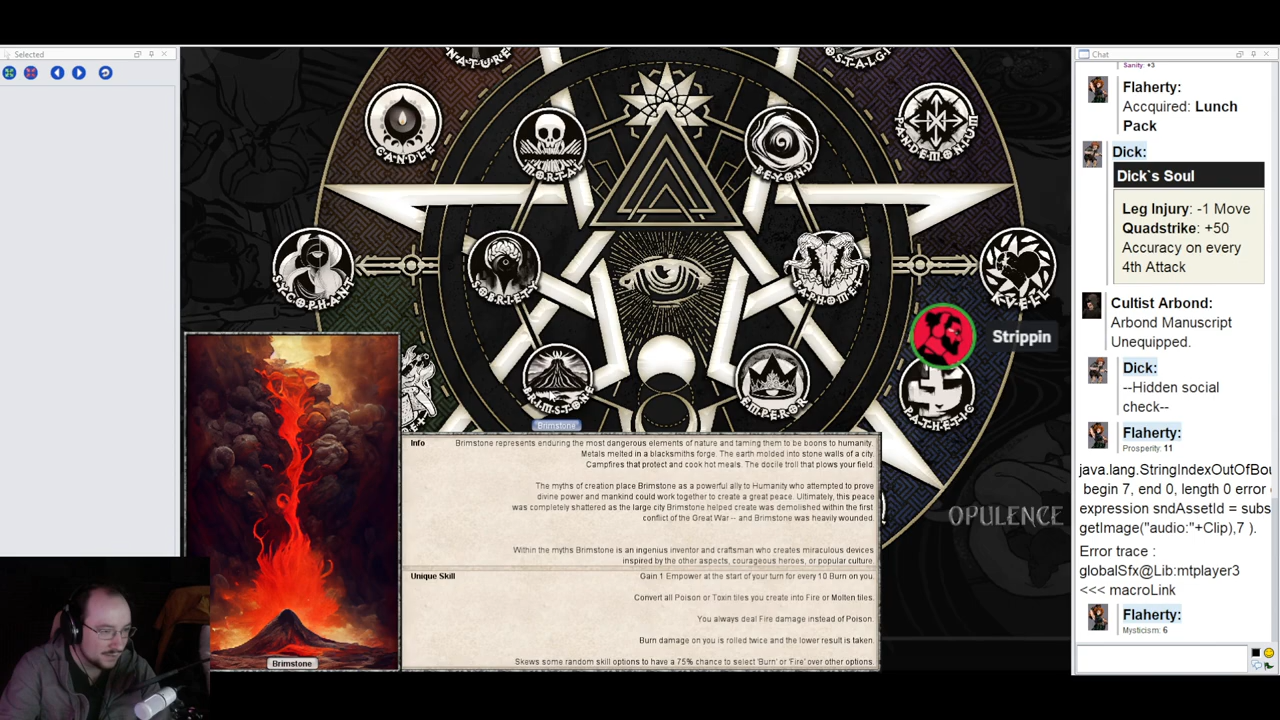 Selected
Chat
Sanity: +3
Flaherty:
Accquired: Lunch
Pack
Dick:
Dick`s Soul
Leg Injury: -1 Move
Quadstrike: +50
Accuracy on every
4th Attack
Cultist Arbond:
Arbond Manuscript
Unequipped.
Dick:
--Hidden social
check--
Flaherty:
Prosperity: 11
java.lang.StringIndexOutOfBou
begin 7, end 0, length 0 error
expression sndAssetId = subs
getImage("audio:"+Clip),7 ).
Error trace :
globalSfx@Lib:mtplayer3
<<< macroLink
Flaherty:
Mysticism: 6
NATURE
CANDLE
MORTAL
BEYOND
PANDEMONIUM
SYCOPHANT
SOBRIETY
BAPHOMET
KVELL
Strippin
BRIMSTONE
EMPEROR
PATHETIC
Brimstone
OPULENCE
Info
Brimstone represents enduring the most dangerous elements of nature and taming them to be boons to humanity.
Metals melted in a blacksmiths forge. The earth molded into stone walls of a city.
Campfires that protect and cook hot meals. The docile troll that plows your field.
The myths of creation place Brimstone as a powerful ally to Humanity who attempted to prove
divine power and mankind could work together to create a great peace. Ultimately, this peace
was completely shattered as the large city Brimstone helped create was demolished within the first
conflict of the Great War -- and Brimstone was heavily wounded.
Within the myths Brimstone is an ingenius inventor and craftsman who creates miraculous devices
inspired by the other aspects, courageous heroes, or popular culture.
Unique Skill
Gain 1 Empower at the start of your turn for every 10 Burn on you.
Convert all Poison or Toxin tiles you create into Fire or Molten tiles.
You always deal Fire damage instead of Poison.
Burn damage on you is rolled twice and the lower result is taken.
Skews some random skill options to have a 75% chance to select 'Burn' or 'Fire' over other options.
Brimstone